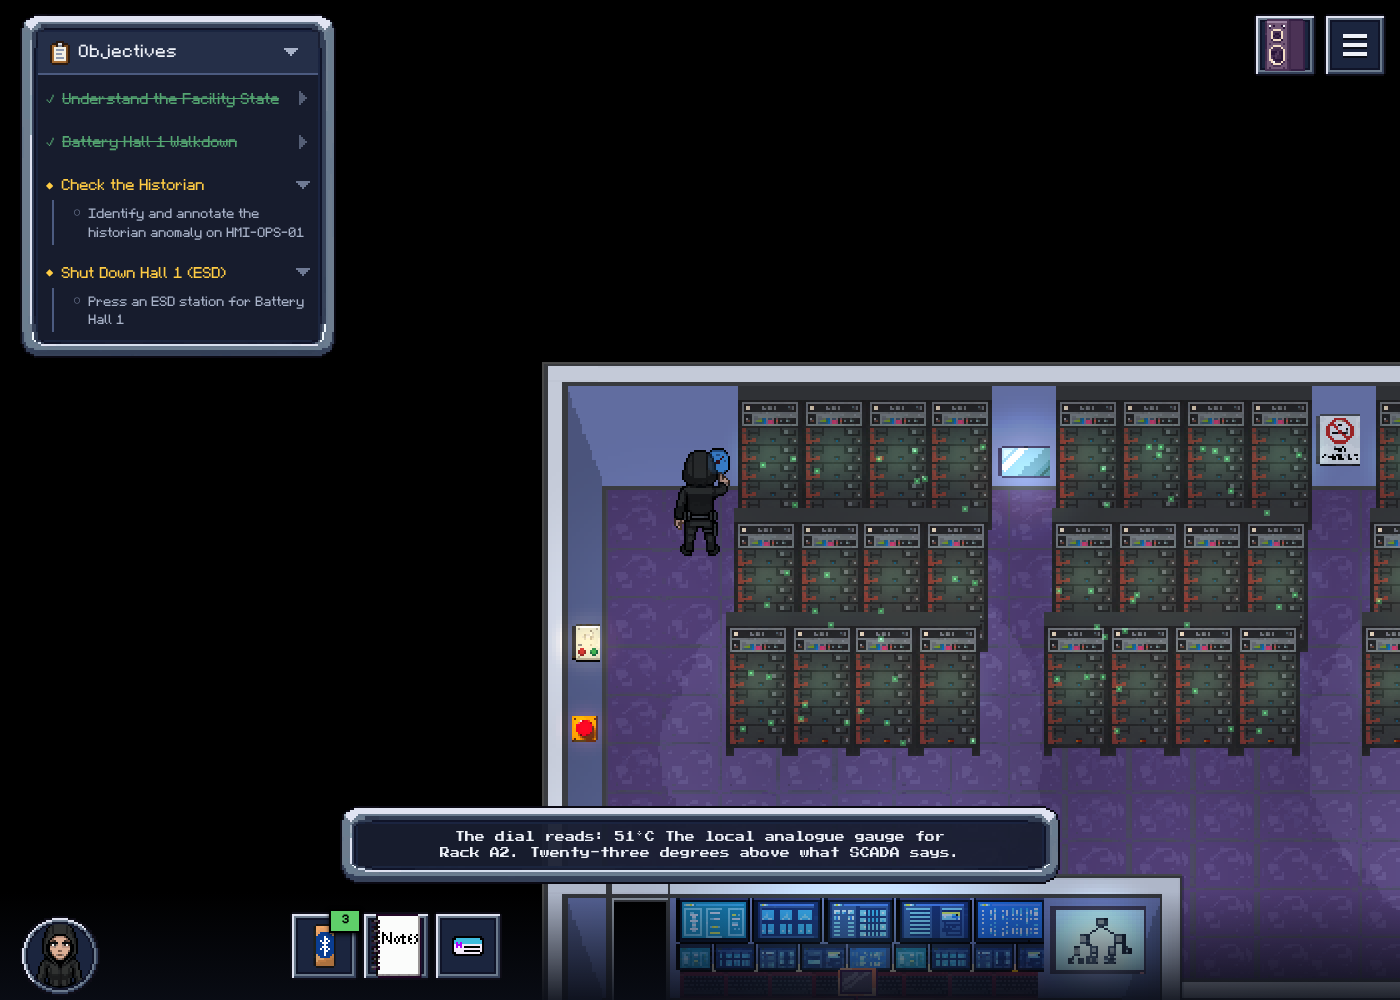 Objectives
Understand the Facility State
Battery Hall 1 Walkdown
Check the Historian
Identify and annotate the
historian anomaly on HMI-OPS-01
Shut Down Hall 1 (ESD)
Press an ESD station for Battery
Hall 1
The dial reads: 51°C The local analogue gauge for
Rack A2. Twenty-three degrees above what SCADA says.
3
Notes